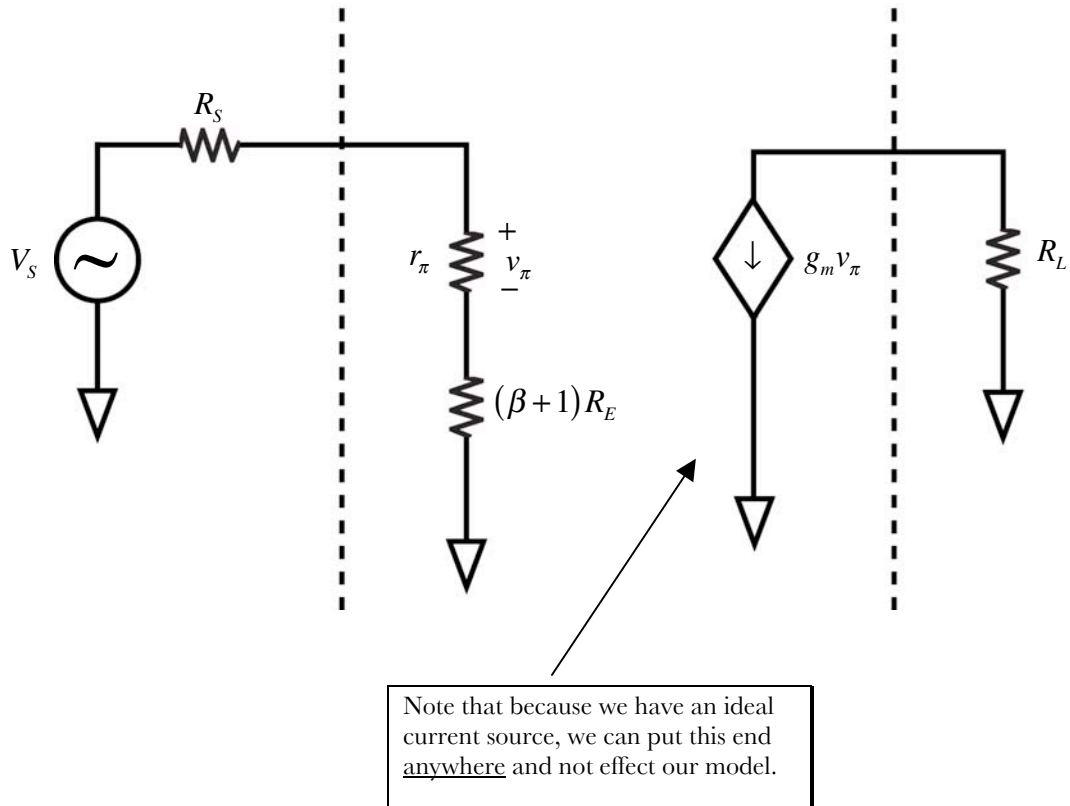 R_S
V_S
r_π
+
v_π
−
(β+1)R_E
↓
g_m v_π
R_L
Note that because we have an ideal
current source, we can put this end
anywhere and not effect our model.